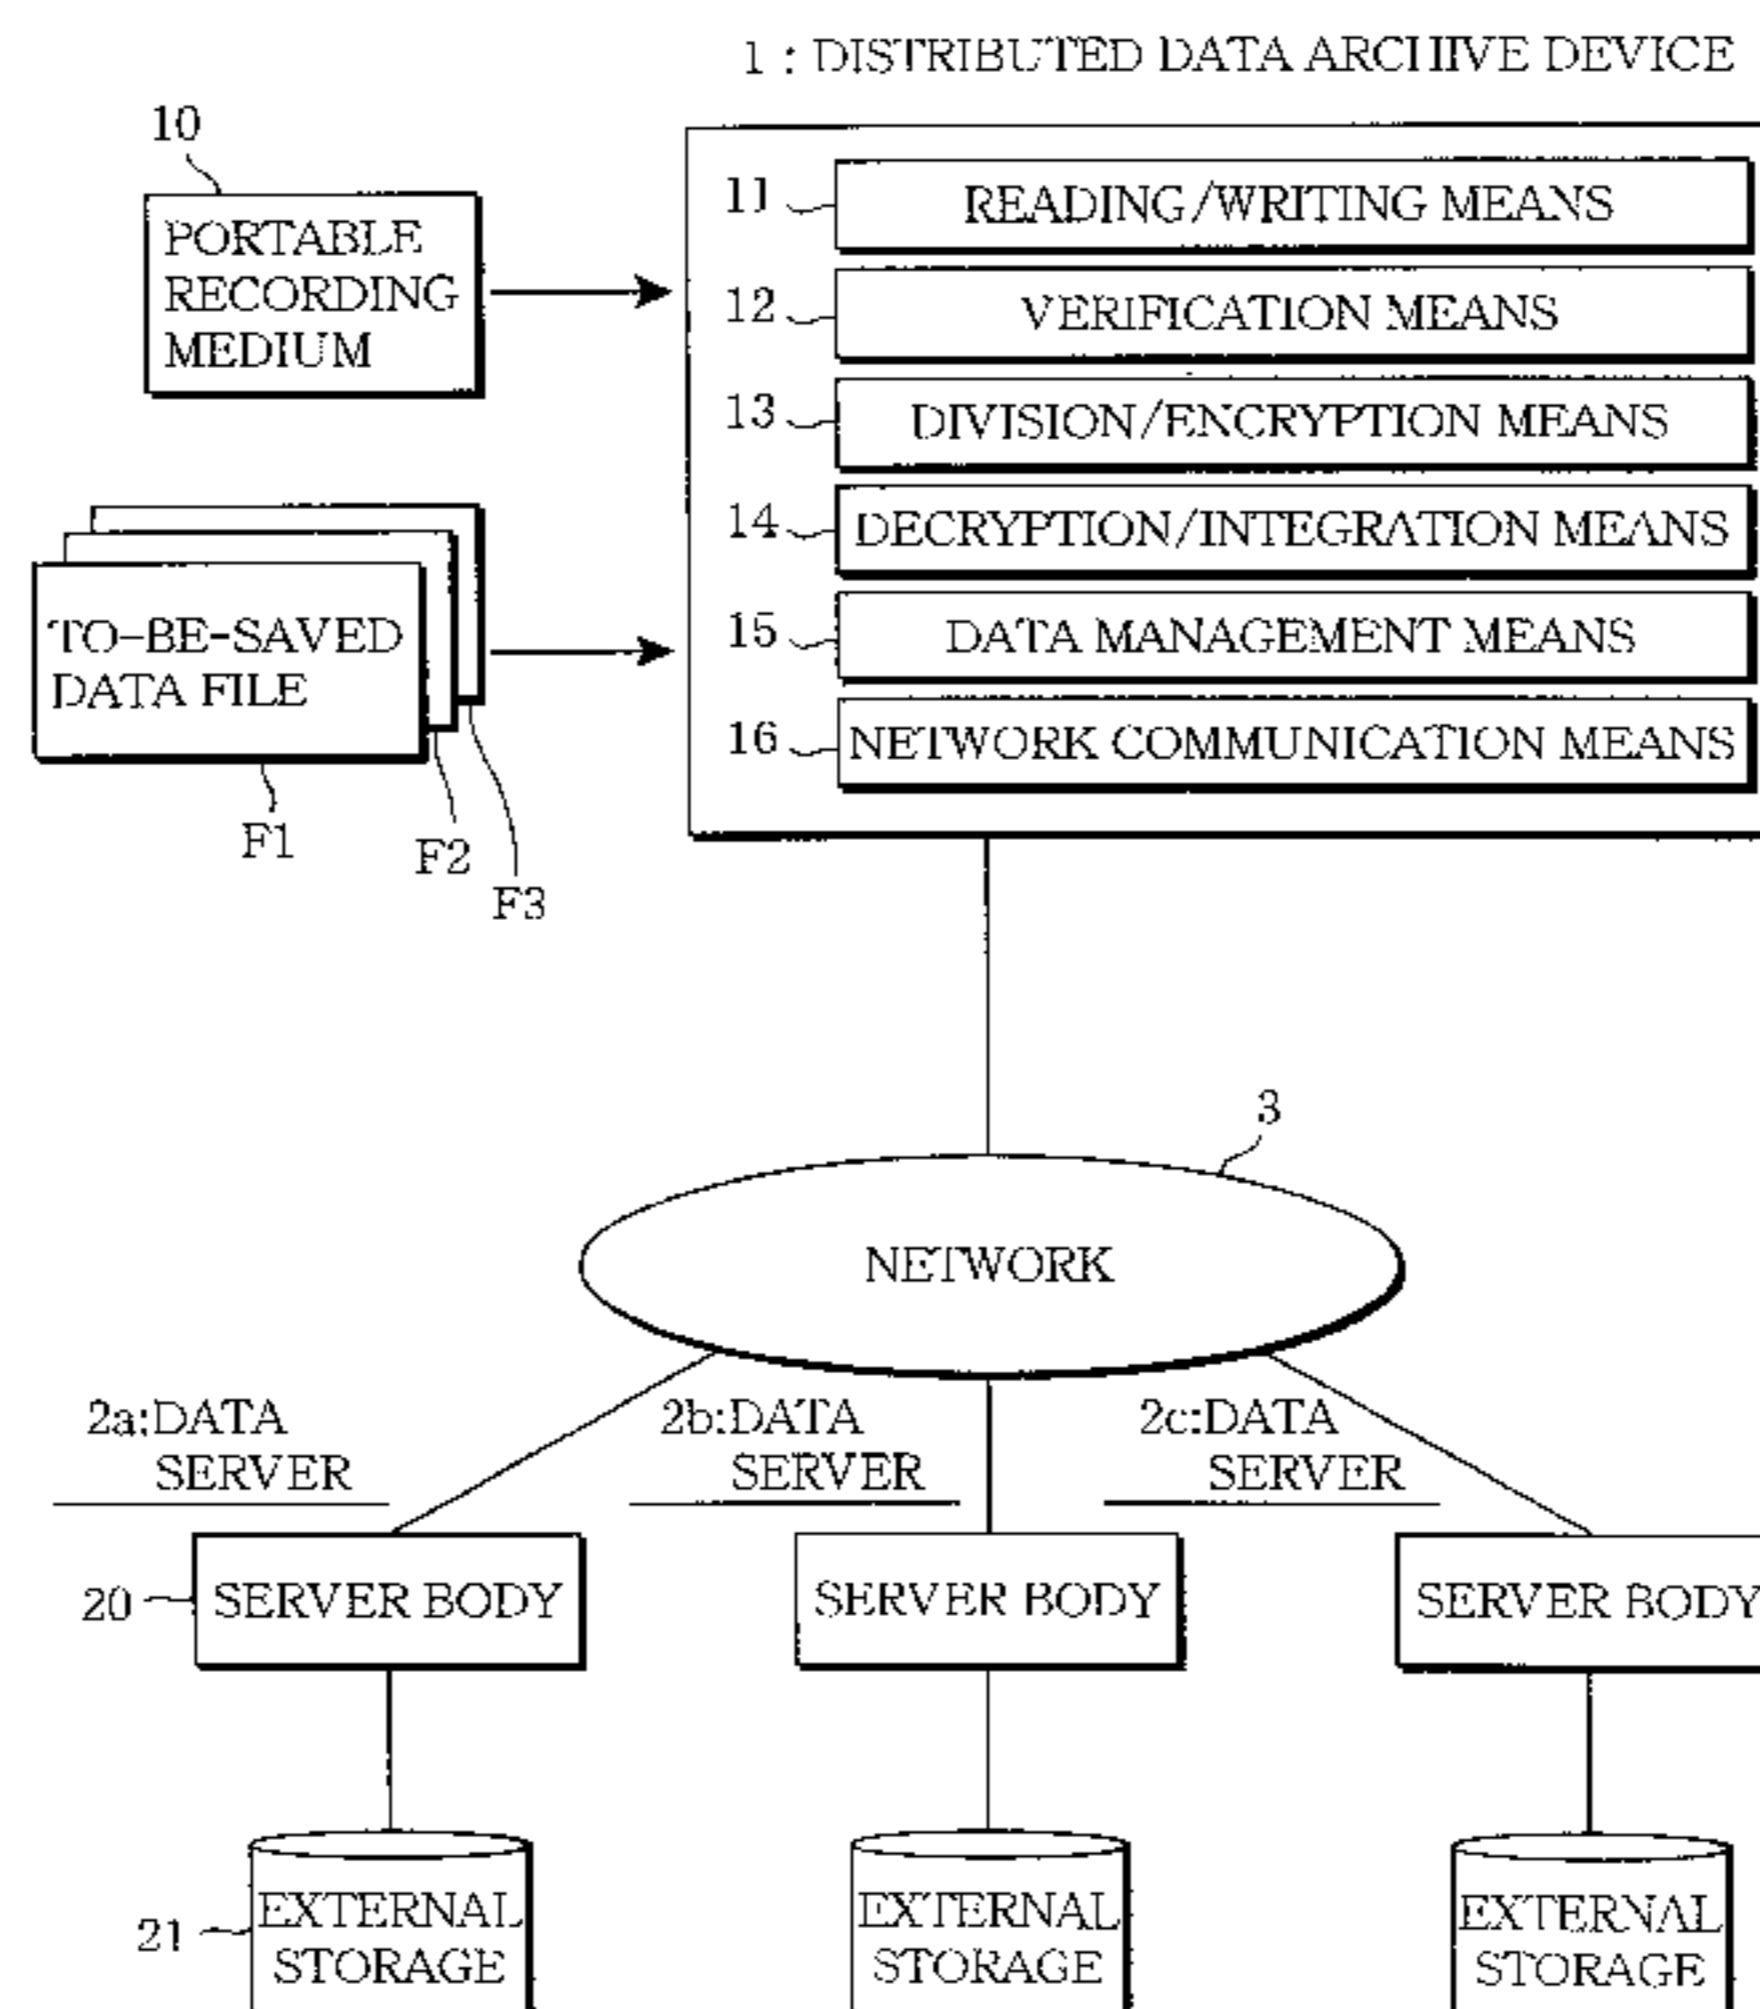 1 : DISTRIBUTED DATA ARCHIVE DEVICE
10
PORTABLE
RECORDING
MEDIUM
11
READING/WRITING MEANS
12
VERIFICATION MEANS
13
DIVISION/ENCRYPTION MEANS
14
DECRYPTION/INTEGRATION MEANS
15
DATA MANAGEMENT MEANS
16
NETWORK COMMUNICATION MEANS
TO-BE-SAVED
DATA FILE
F1
F2
F3
3
NETWORK
2a:DATA
SERVER
2b:DATA
SERVER
2c:DATA
SERVER
20
SERVER BODY
SERVER BODY
SERVER BODY
21
EXTERNAL
STORAGE
EXTERNAL
STORAGE
EXTERNAL
STORAGE